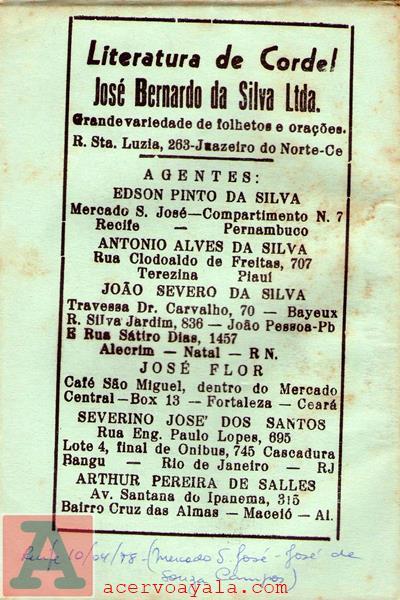 Literatura de Cordel
José Bernardo da Silva Ltda.
Grande variedade de folhetos e orações.
R. Sta. Luzia, 263-Juazeiro do Norte-Ce
AGENTES:
EDSON PINTO DA SILVA
Mercado S. José—Compartimento N. 7
Recife — Pernambuco
ANTONIO ALVES DA SILVA
Rua Clodoaldo de Freitas, 707
Terezina Piauí
JOÃO SEVERO DA SILVA
Travessa Dr. Carvalho, 70 — Bayeux
R. Silva Jardim, 836 — João Pessoa-Pb
E Rua Sátiro Dias, 1457
Alecrim — Natal — R N.
JOSÉ FLOR
Café São Miguel, dentro do Mercado
Central — Box 13 — Fortaleza — Ceará
SEVERINO JOSE' DOS SANTOS
Rua Eng. Paulo Lopes, 695
Lote 4, final de Onibus, 745 Cascadura
Bangu — Rio de Janeiro — RJ
ARTHUR PEREIRA DE SALLES
Av. Santana do Ipanema, 315
Bairro Cruz das Almas — Maceió — Al.
Recife 10/04/78 - (Mercado S. José - José de
Souza Campos)
A
acervoayala.com